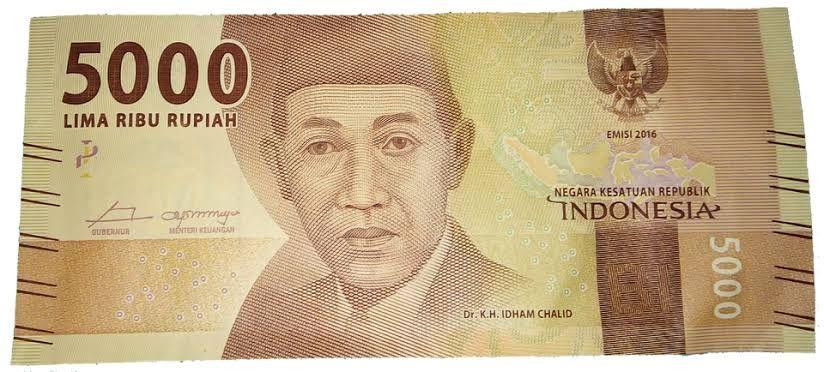 5000
LIMA RIBU RUPIAH
EMISI 2016
NEGARA KESATUAN REPUBLIK
INDONESIA
GUBERNUR
MENTERI KEUANGAN
5000
Dr. K.H. IDHAM CHALID